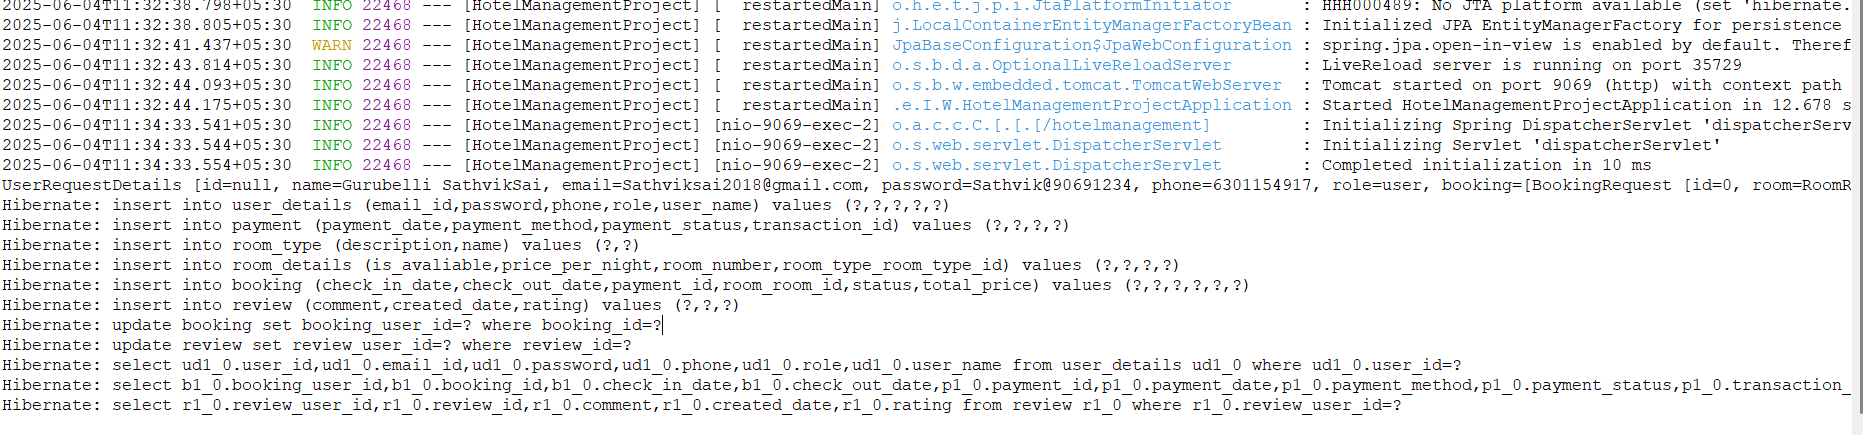 2025-06-04T11:32:38.798+05:30  INFO 22468 --- [HotelManagementProject] [  restartedMain] o.h.e.t.j.p.i.JtaPlatformInitiator       : HHH000489: No JTA platform available (set 'hibernate.
2025-06-04T11:32:38.805+05:30  INFO 22468 --- [HotelManagementProject] [  restartedMain] j.LocalContainerEntityManagerFactoryBean : Initialized JPA EntityManagerFactory for persistence
2025-06-04T11:32:41.437+05:30  WARN 22468 --- [HotelManagementProject] [  restartedMain] JpaBaseConfiguration$JpaWebConfiguration : spring.jpa.open-in-view is enabled by default. Theref
2025-06-04T11:32:43.814+05:30  INFO 22468 --- [HotelManagementProject] [  restartedMain] o.s.b.d.a.OptionalLiveReloadServer       : LiveReload server is running on port 35729
2025-06-04T11:32:44.093+05:30  INFO 22468 --- [HotelManagementProject] [  restartedMain] o.s.b.w.embedded.tomcat.TomcatWebServer  : Tomcat started on port 9069 (http) with context path
2025-06-04T11:32:44.175+05:30  INFO 22468 --- [HotelManagementProject] [  restartedMain] .e.I.W.HotelManagementProjectApplication : Started HotelManagementProjectApplication in 12.678 s
2025-06-04T11:34:33.541+05:30  INFO 22468 --- [HotelManagementProject] [nio-9069-exec-2] o.a.c.c.C.[.[.[/hotelmanagement]         : Initializing Spring DispatcherServlet 'dispatcherServ
2025-06-04T11:34:33.544+05:30  INFO 22468 --- [HotelManagementProject] [nio-9069-exec-2] o.s.web.servlet.DispatcherServlet        : Initializing Servlet 'dispatcherServlet'
2025-06-04T11:34:33.554+05:30  INFO 22468 --- [HotelManagementProject] [nio-9069-exec-2] o.s.web.servlet.DispatcherServlet        : Completed initialization in 10 ms
UserRequestDetails [id=null, name=Gurubelli SathvikSai, email=Sathviksai2018@gmail.com, password=Sathvik@90691234, phone=6301154917, role=user, booking=[BookingRequest [id=0, room=RoomR
Hibernate: insert into user_details (email_id,password,phone,role,user_name) values (?,?,?,?,?)
Hibernate: insert into payment (payment_date,payment_method,payment_status,transaction_id) values (?,?,?,?)
Hibernate: insert into room_type (description,name) values (?,?)
Hibernate: insert into room_details (is_avaliable,price_per_night,room_number,room_type_room_type_id) values (?,?,?,?)
Hibernate: insert into booking (check_in_date,check_out_date,payment_id,room_room_id,status,total_price) values (?,?,?,?,?,?)
Hibernate: insert into review (comment,created_date,rating) values (?,?,?)
Hibernate: update booking set booking_user_id=? where booking_id=?
Hibernate: update review set review_user_id=? where review_id=?
Hibernate: select ud1_0.user_id,ud1_0.email_id,ud1_0.password,ud1_0.phone,ud1_0.role,ud1_0.user_name from user_details ud1_0 where ud1_0.user_id=?
Hibernate: select b1_0.booking_user_id,b1_0.booking_id,b1_0.check_in_date,b1_0.check_out_date,p1_0.payment_id,p1_0.payment_date,p1_0.payment_method,p1_0.payment_status,p1_0.transaction_
Hibernate: select r1_0.review_user_id,r1_0.review_id,r1_0.comment,r1_0.created_date,r1_0.rating from review r1_0 where r1_0.review_user_id=?